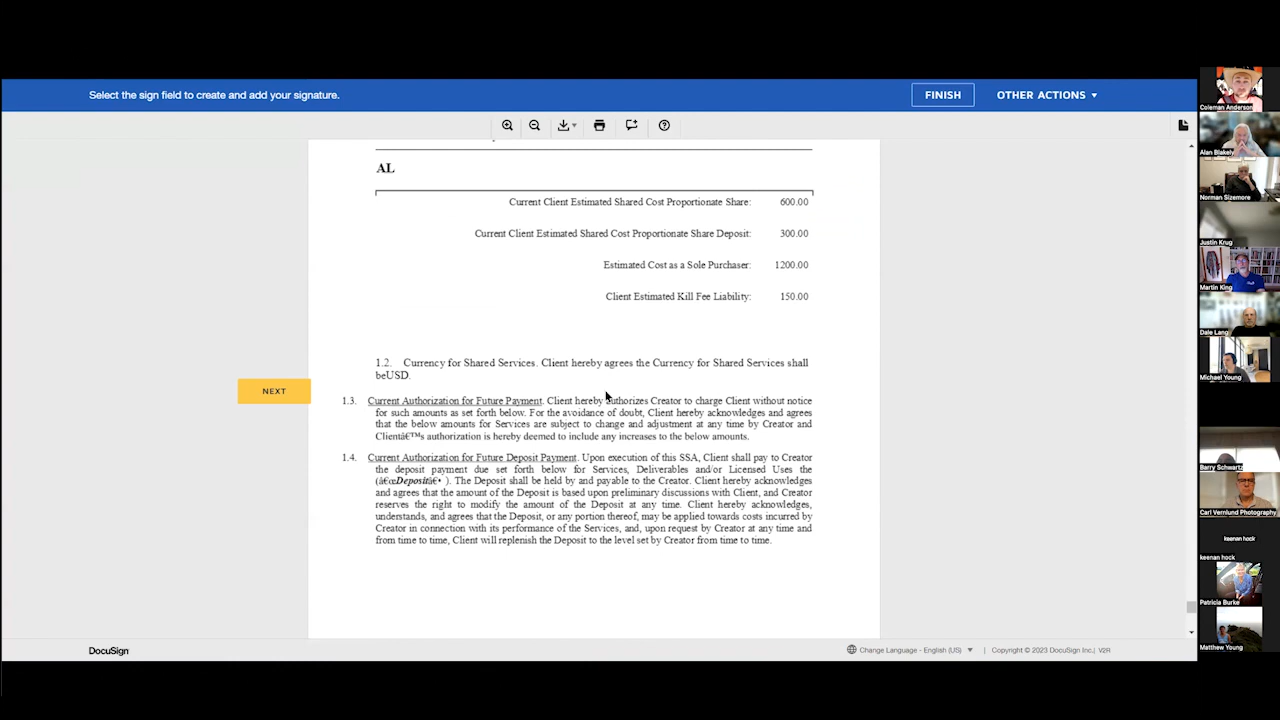 Select the sign field to create and add your signature.
FINISH
OTHER ACTIONS
AL
Current Client Estimated Shared Cost Proportionate Share: 600.00
Current Client Estimated Shared Cost Proportionate Share Deposit: 300.00
Estimated Cost as a Sole Purchaser: 1200.00
Client Estimated Kill Fee Liability: 150.00
1.2. Currency for Shared Services. Client hereby agrees the Currency for Shared Services shall
beUSD.
NEXT
1.3. Current Authorization for Future Payment. Client hereby authorizes Creator to charge Client without notice
for such amounts as set forth below. For the avoidance of doubt, Client hereby acknowledges and agrees
that the below amounts for Services are subject to change and adjustment at any time by Creator and
Clientâ€™s authorization is hereby deemed to include any increases to the below amounts.
1.4. Current Authorization for Future Deposit Payment. Upon execution of this SSA, Client shall pay to Creator
the deposit payment due set forth below for Services, Deliverables and/or Licensed Uses the
(â€œDepositâ€• ). The Deposit shall be held by and payable to the Creator. Client hereby acknowledges
and agrees that the amount of the Deposit is based upon preliminary discussions with Client, and Creator
reserves the right to modify the amount of the Deposit at any time. Client hereby acknowledges,
understands, and agrees that the Deposit, or any portion thereof, may be applied towards costs incurred by
Creator in connection with its performance of the Services, and, upon request by Creator at any time and
from time to time, Client will replenish the Deposit to the level set by Creator from time to time.
DocuSign
Change Language - English (US) | Copyright © 2023 DocuSign Inc. | V2R
Coleman Anderson
Alan Blakely
Norman Sizemore
Justin Krug
Martin King
Dale Lang
Michael Young
Barry Schwartz
Carl Vernlund Photography
keenan hock
keenan hock
Patricia Burke
Matthew Young